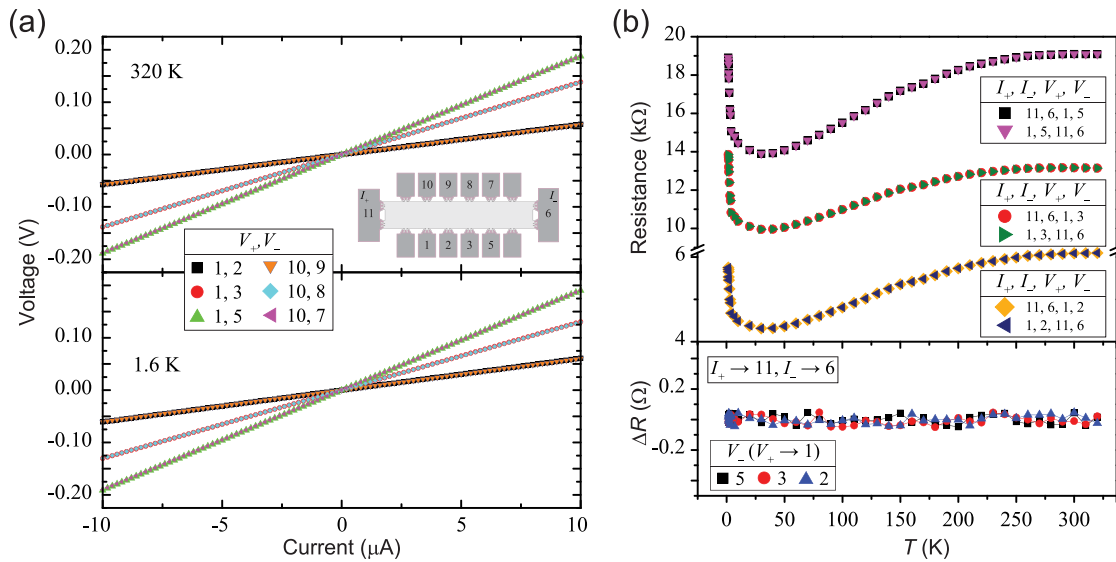 (a)
0.20
0.10
0.00
-0.10
-0.20
320 K
I+
11
10 9 8 7
I-
6
1 2 3 5
V+,V-
1, 2 10, 9
1, 3 10, 8
1, 5 10, 7
Voltage (V)
0.20
0.10
0.00
-0.10
-0.20
1.6 K
-10 -5 0 5 10
Current (μA)
(b)
20
18
16
14
12
10
6
4
Resistance (kΩ)
I+, I-, V+, V-
11, 6, 1, 5
1, 5, 11, 6
I+, I-, V+, V-
11, 6, 1, 3
1, 3, 11, 6
I+, I-, V+, V-
11, 6, 1, 2
1, 2, 11, 6
I+ → 11, I- → 6
0.2
-0.2
ΔR (Ω)
V- (V+ → 1)
5 3 2
0 50 100 150 200 250 300
T (K)